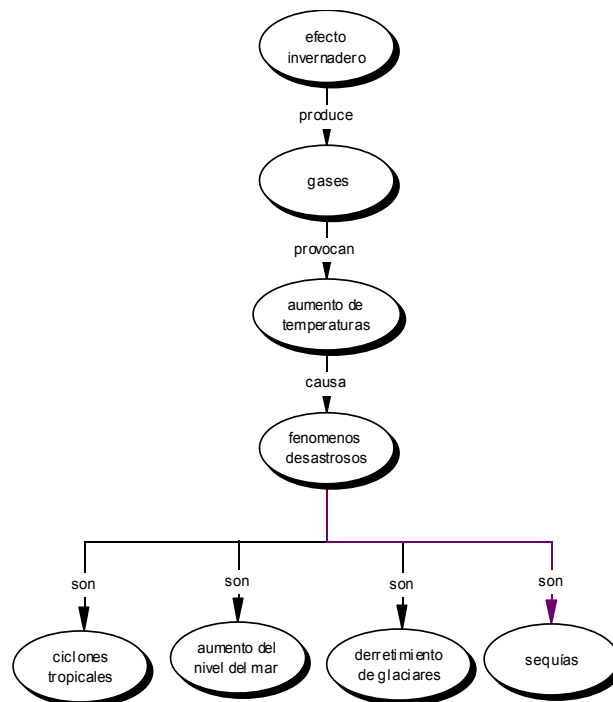 efecto
invernadero
produce
gases
provocan
aumento de
temperaturas
causa
fenomenos
desastrosos
son
son
son
son
ciclones
tropicales
aumento del
nivel del mar
derretimiento
de glaciares
sequías